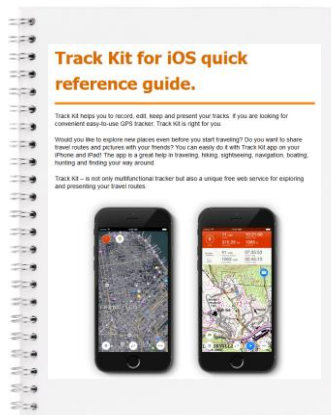 Track Kit for iOS quick
reference guide.
Track Kit helps you to record, edit, keep and present your tracks. If you are looking for
convenient easy-to-use GPS tracker, Track Kit is right for you.
Would you like to explore new places even before you start traveling? Do you want to share
travel routes and pictures with your friends? You can easily do it with Track Kit app on your
iPhone and iPad! The app is a great help in traveling, hiking, sightseeing, navigation, boating,
hunting and finding your way around.
Track Kit – is not only multifunctional tracker but also a unique free web service for exploring
and presenting your travel routes.